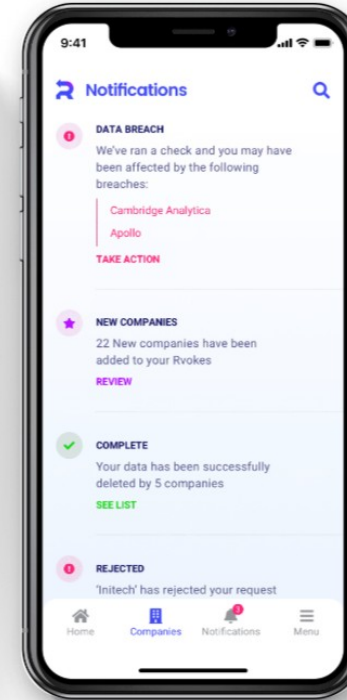 9:41
Notifications
DATA BREACH
We've ran a check and you may have
been affected by the following
breaches:
Cambridge Analytica
Apollo
TAKE ACTION
NEW COMPANIES
22 New companies have been
added to your Rvokes
REVIEW
COMPLETE
Your data has been successfully
deleted by 5 companies
SEE LIST
REJECTED
'Initech' has rejected your request
3
Home
Companies
Notifications
Menu